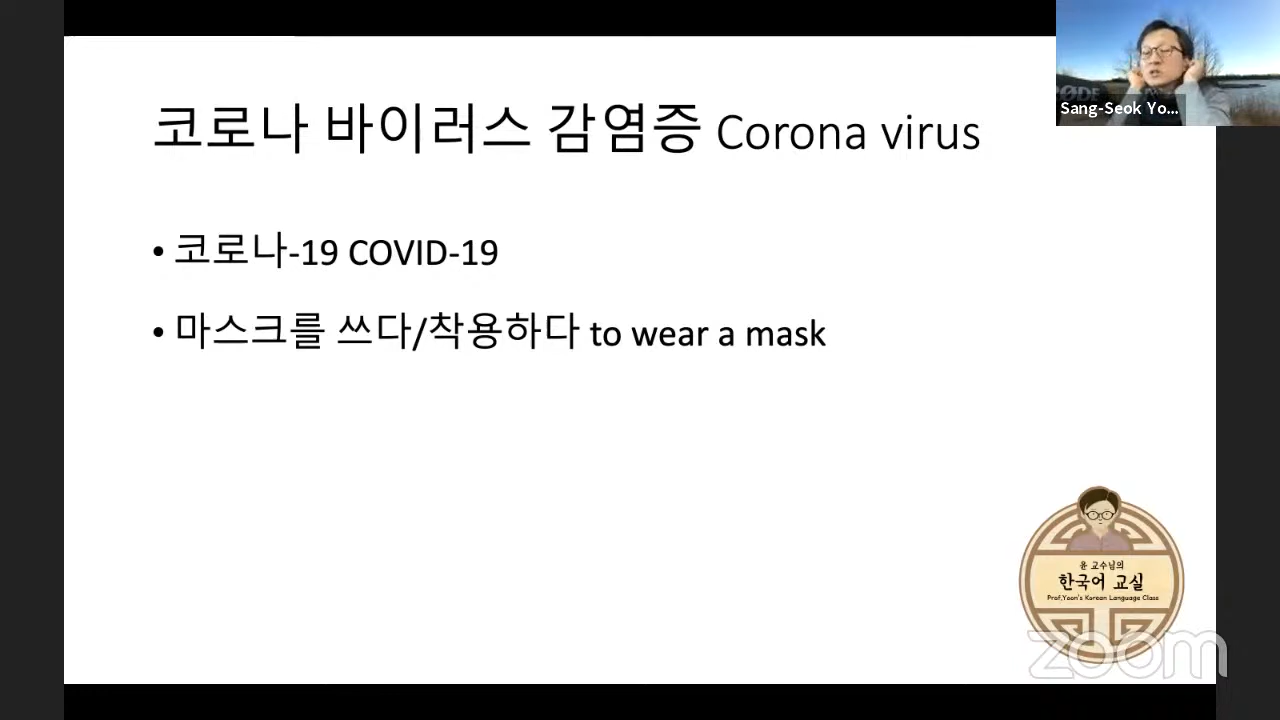 코로나 바이러스 감염증 Corona virus
• 코로나-19 COVID-19
• 마스크를 쓰다/착용하다 to wear a mask
Sang-Seok Yo...
윤 교수님의
한국어 교실
Prof.Yoon's Korean Language Class
zoom